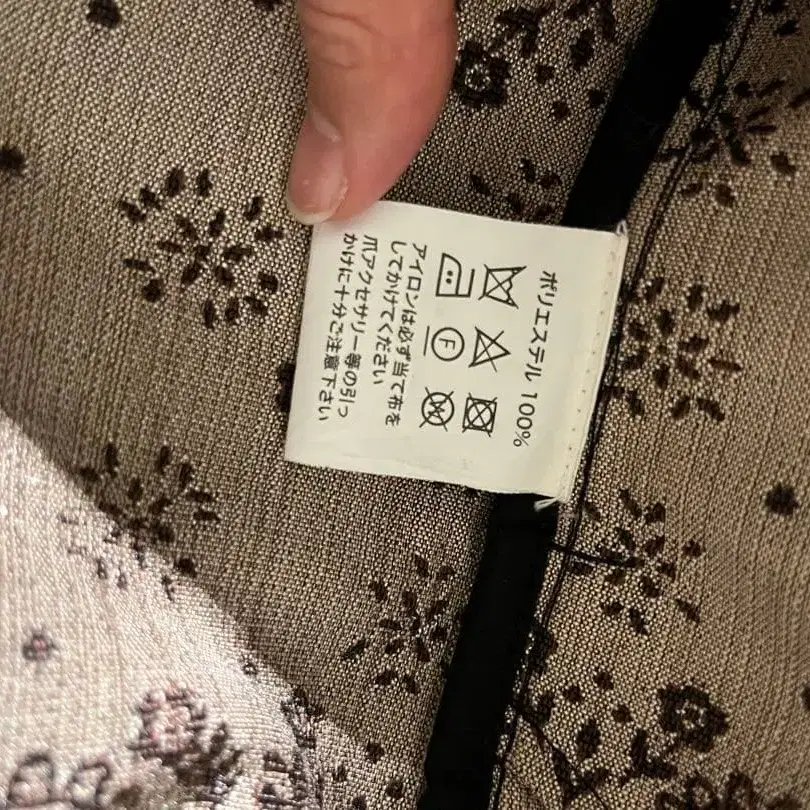 ポリエステル 100%
F
W
アイロンは必ず当て布を
してかけてください
爪アクセサリー等の引っ
かけに十分ご注意下さい